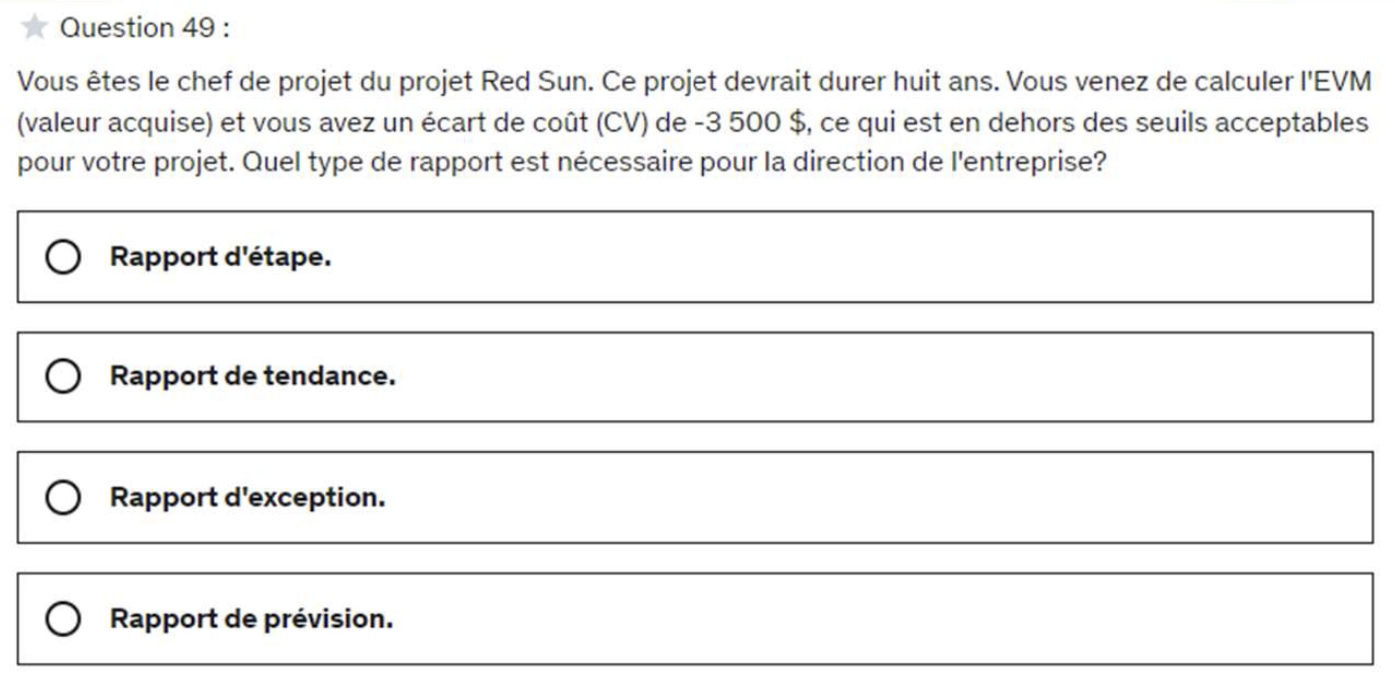 Question 49 :
Vous êtes le chef de projet du projet Red Sun. Ce projet devrait durer huit ans. Vous venez de calculer l'EVM
(valeur acquise) et vous avez un écart de coût (CV) de -3 500 $, ce qui est en dehors des seuils acceptables
pour votre projet. Quel type de rapport est nécessaire pour la direction de l'entreprise?
Rapport d'étape.
Rapport de tendance.
Rapport d'exception.
Rapport de prévision.